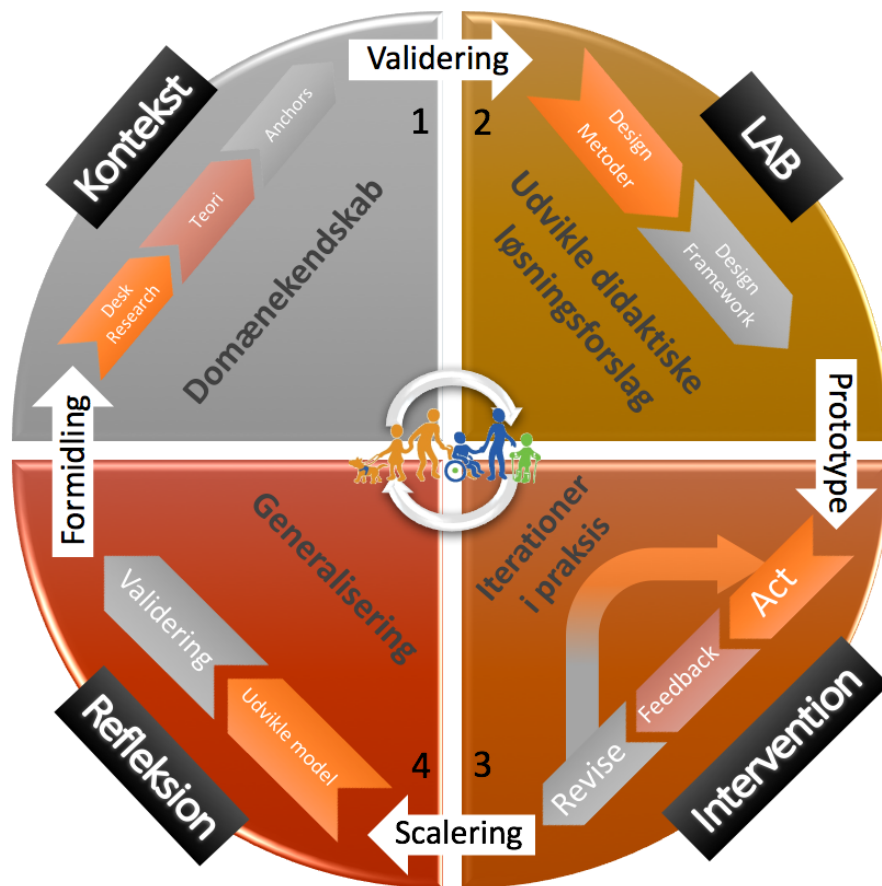 Kontekst
Desk
Research
Teori
Anchors
Domænekendskab
1
Validering
2
LAB
Design
Metoder
Design
Framework
Udvikle didaktiske
løsningsforslag
Prototype
Iterationer
i praksis
Act
Feedback
Revise
Intervention
3
Scalering
4
Refleksion
Udvikle model
Validering
Generalisering
Formidling